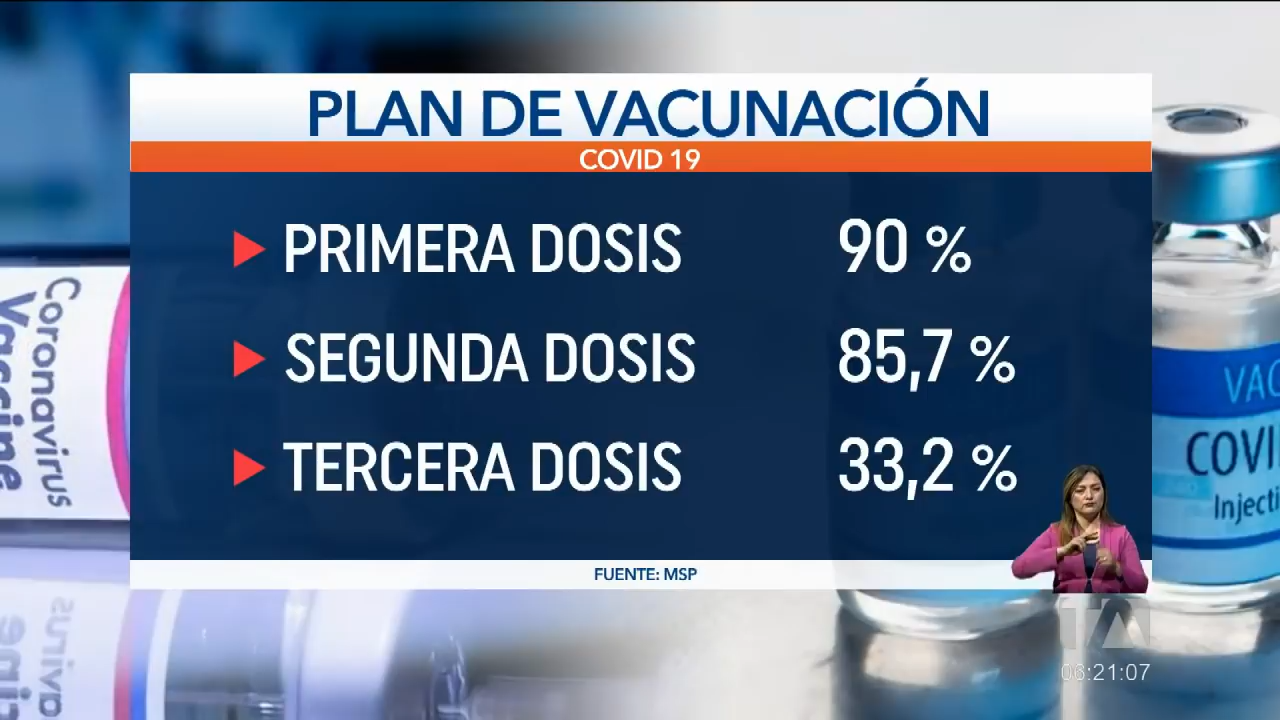 PLAN DE VACUNACIÓN
COVID 19
PRIMERA DOSIS 90 %
SEGUNDA DOSIS 85,7 %
TERCERA DOSIS 33,2 %
FUENTE: MSP
Coronavirus
Vaccine
VAC
COVI
Injecti
TA
06:21:07